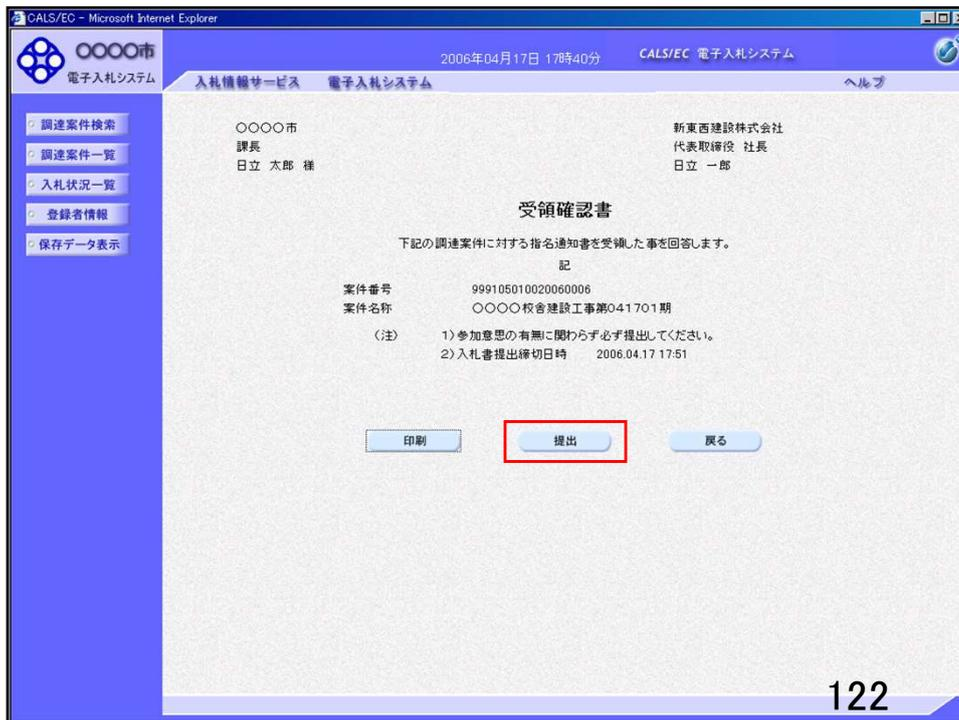 CALS/EC - Microsoft Internet Explorer
○○○○市
電子入札システム
2006年04月17日 17時40分
CALS/EC 電子入札システム
入札情報サービス 電子入札システム ヘルプ
調達案件検索
調達案件一覧
入札状況一覧
登録者情報
保存データ表示
○○○○市
課長
日立 太郎 様
新東西建設株式会社
代表取締役 社長
日立 一郎
受領確認書
下記の調達案件に対する指名通知書を受領した事を回答します。
記
案件番号 999105010020060006
案件名称 ○○○○校舎建設工事第041701期
(注) 1)参加意思の有無に関わらず必ず提出してください。
2)入札書提出締切日時 2006.04.17 17:51
印刷 提出 戻る
122